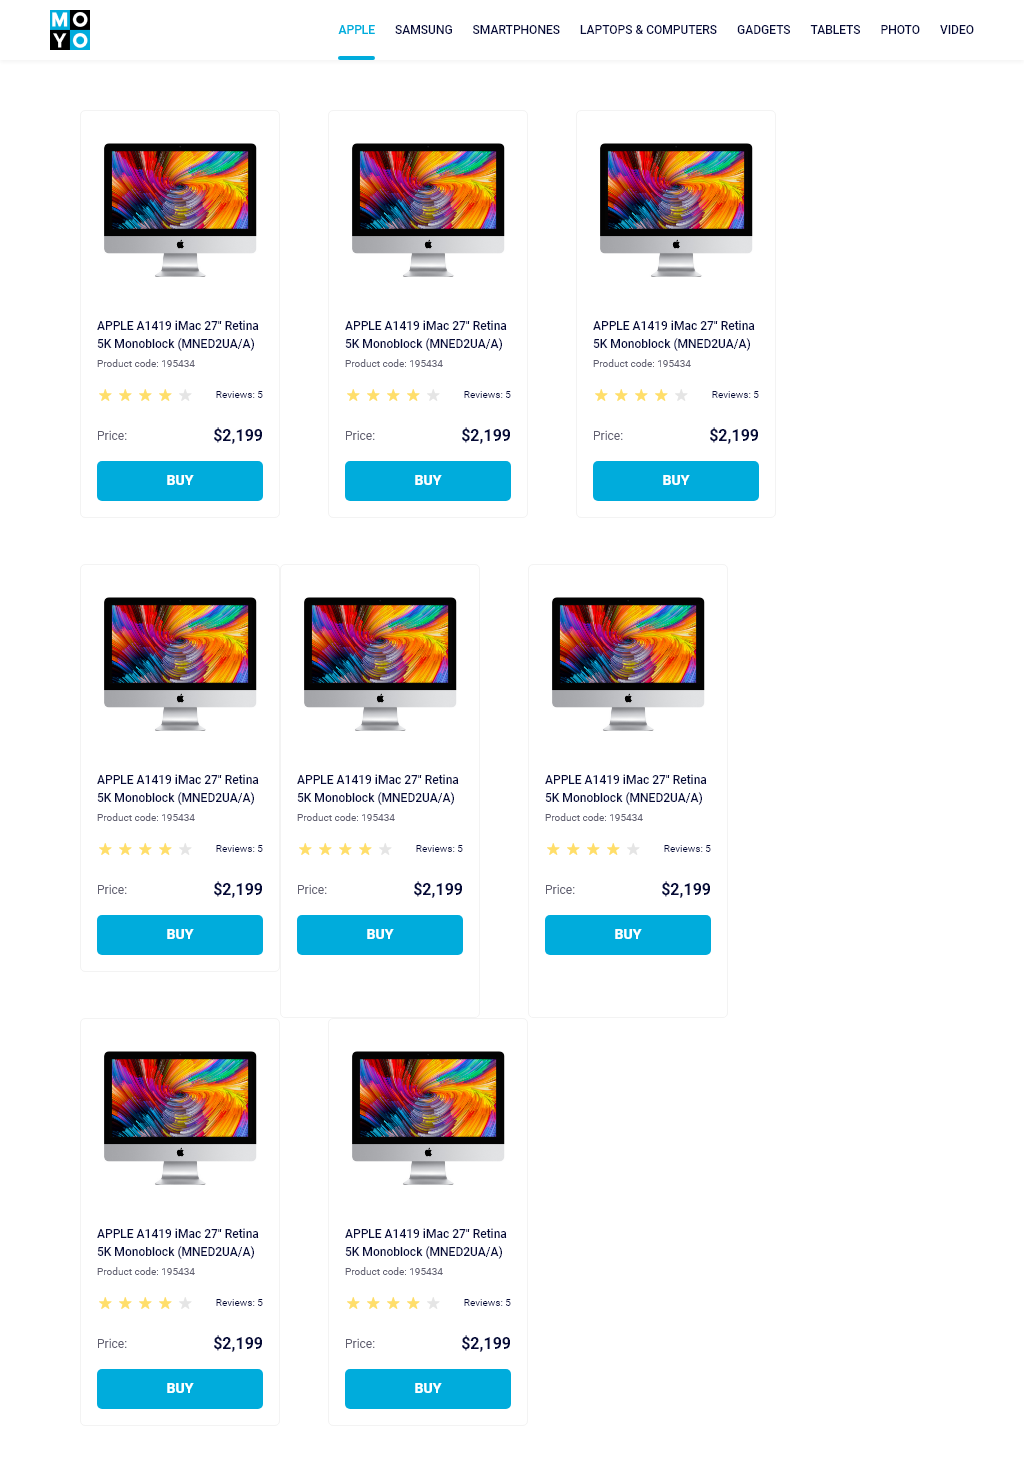 MO
YO
APPLE SAMSUNG SMARTPHONES LAPTOPS & COMPUTERS GADGETS TABLETS PHOTO VIDEO
APPLE A1419 iMac 27" Retina
5K Monoblock (MNED2UA/A)
Product code: 195434
Reviews: 5
Price: $2,199
BUY
APPLE A1419 iMac 27" Retina
5K Monoblock (MNED2UA/A)
Product code: 195434
Reviews: 5
Price: $2,199
BUY
APPLE A1419 iMac 27" Retina
5K Monoblock (MNED2UA/A)
Product code: 195434
Reviews: 5
Price: $2,199
BUY
APPLE A1419 iMac 27" Retina
5K Monoblock (MNED2UA/A)
Product code: 195434
Reviews: 5
Price: $2,199
BUY
APPLE A1419 iMac 27" Retina
5K Monoblock (MNED2UA/A)
Product code: 195434
Reviews: 5
Price: $2,199
BUY
APPLE A1419 iMac 27" Retina
5K Monoblock (MNED2UA/A)
Product code: 195434
Reviews: 5
Price: $2,199
BUY
APPLE A1419 iMac 27" Retina
5K Monoblock (MNED2UA/A)
Product code: 195434
Reviews: 5
Price: $2,199
BUY
APPLE A1419 iMac 27" Retina
5K Monoblock (MNED2UA/A)
Product code: 195434
Reviews: 5
Price: $2,199
BUY